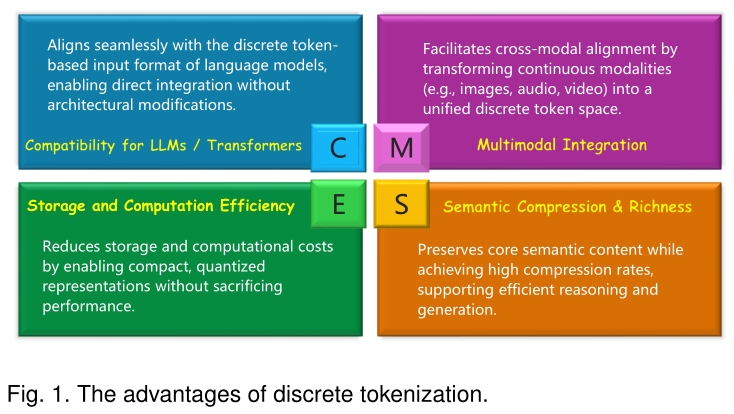 Aligns seamlessly with the discrete token-
based input format of language models,
enabling direct integration without
architectural modifications.
Compatibility for LLMs / Transformers
C
Facilitates cross-modal alignment by
transforming continuous modalities
(e.g., images, audio, video) into a
unified discrete token space.
M
Multimodal Integration
Storage and Computation Efficiency
E
Reduces storage and computational costs
by enabling compact, quantized
representations without sacrificing
performance.
S
Semantic Compression & Richness
Preserves core semantic content while
achieving high compression rates,
supporting efficient reasoning and
generation.
Fig. 1. The advantages of discrete tokenization.